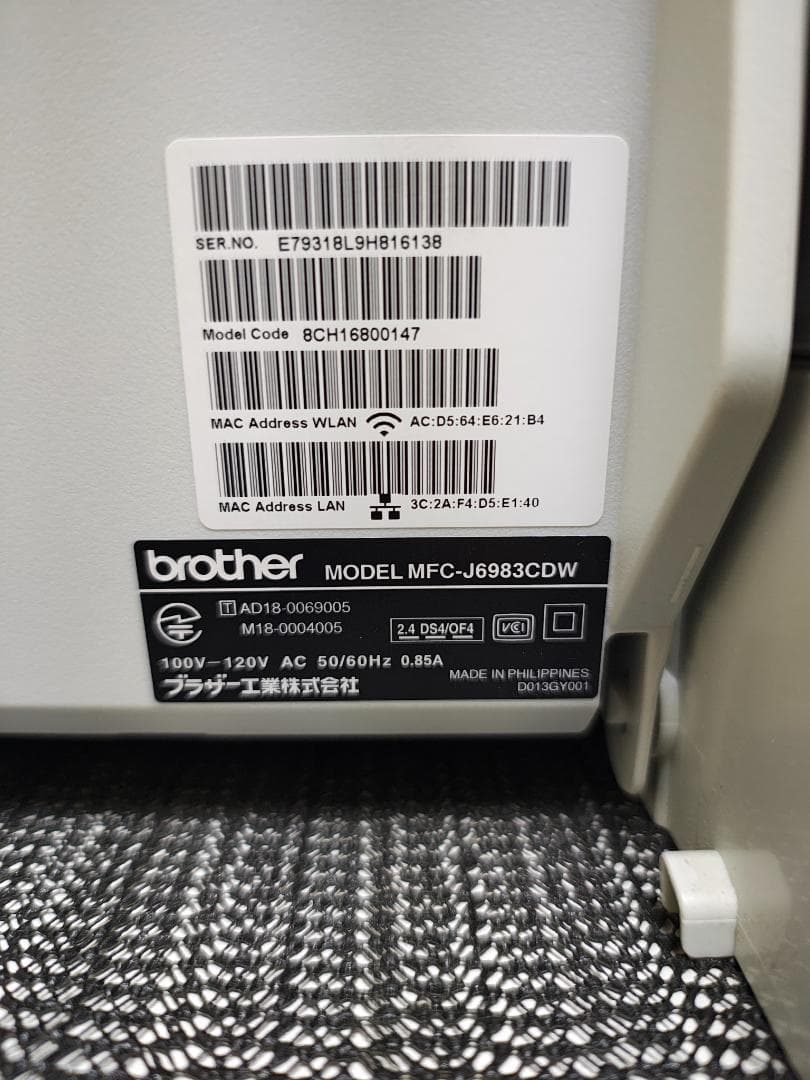 SER.NO. E79318L9H816138
Model Code 8CH16800147
MAC Address WLAN AC:D5:64:E6:21:B4
MAC Address LAN 3C:2A:F4:D5:E1:40
brother MODEL MFC-J6983CDW
T AD18-0069005
M18-0004005
2.4 DS4/OF4 VCI
100V-120V AC 50/60Hz 0.85A
MADE IN PHILIPPINES
ブラザー工業株式会社
D013GY001